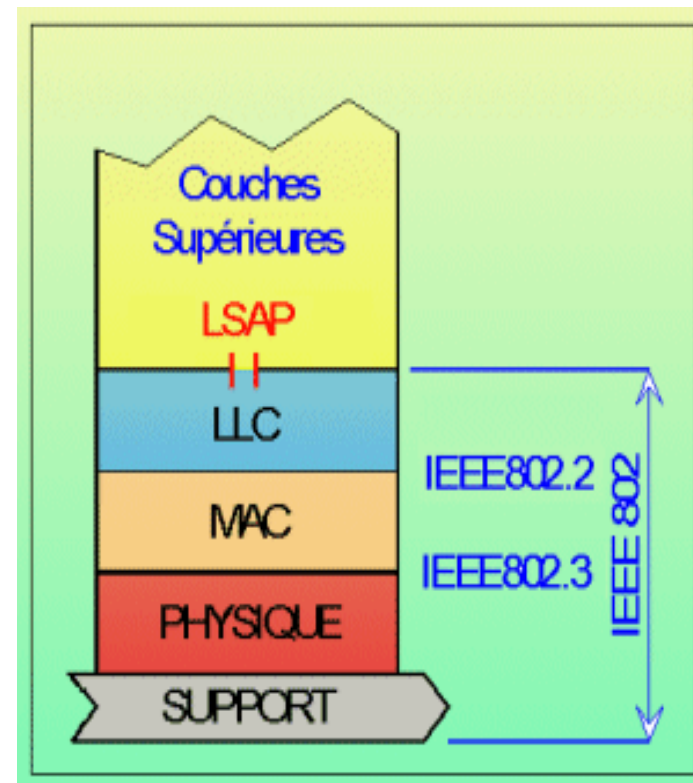 Couches
Supérieures
LSAP
LLC
MAC
PHYSIQUE
SUPPORT
IEEE802.2
IEEE802.3
IEEE 802